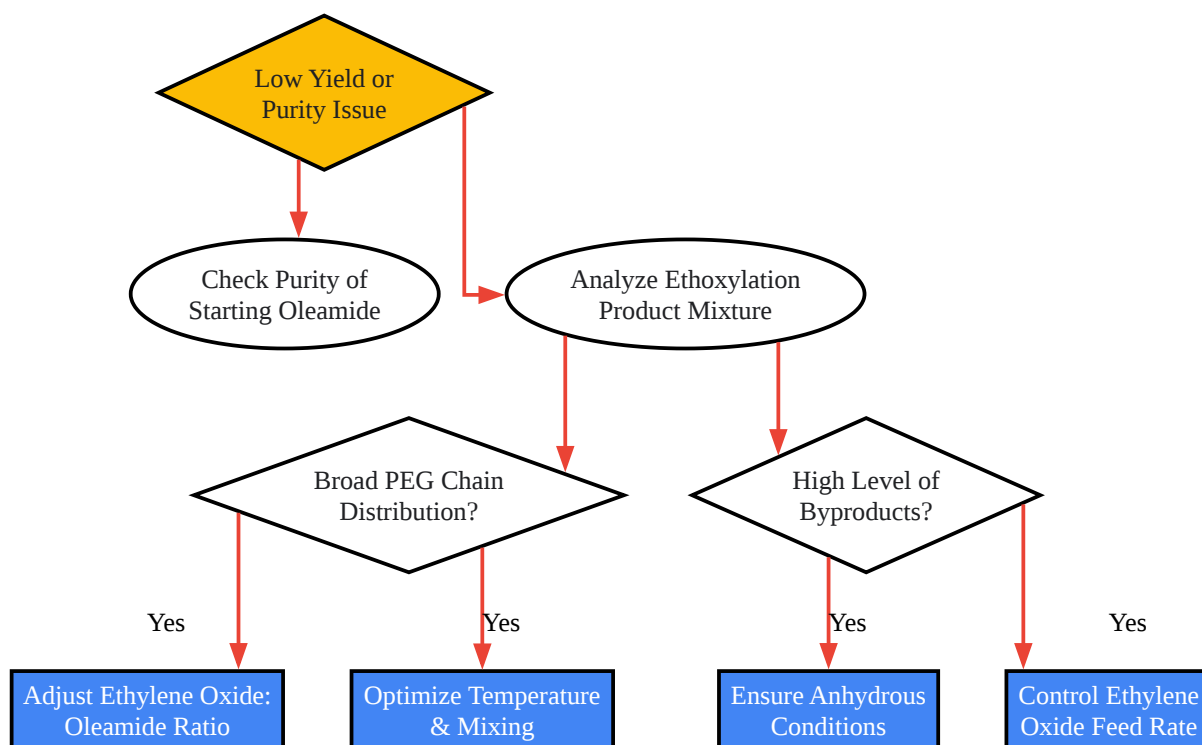 Low Yield or
Purity Issue
Check Purity of
Starting Oleamide
Analyze Ethoxylation
Product Mixture
Broad PEG Chain
Distribution?
High Level of
Byproducts?
Yes
Yes
Yes
Yes
Adjust Ethylene Oxide:
Oleamide Ratio
Optimize Temperature
& Mixing
Ensure Anhydrous
Conditions
Control Ethylene
Oxide Feed Rate